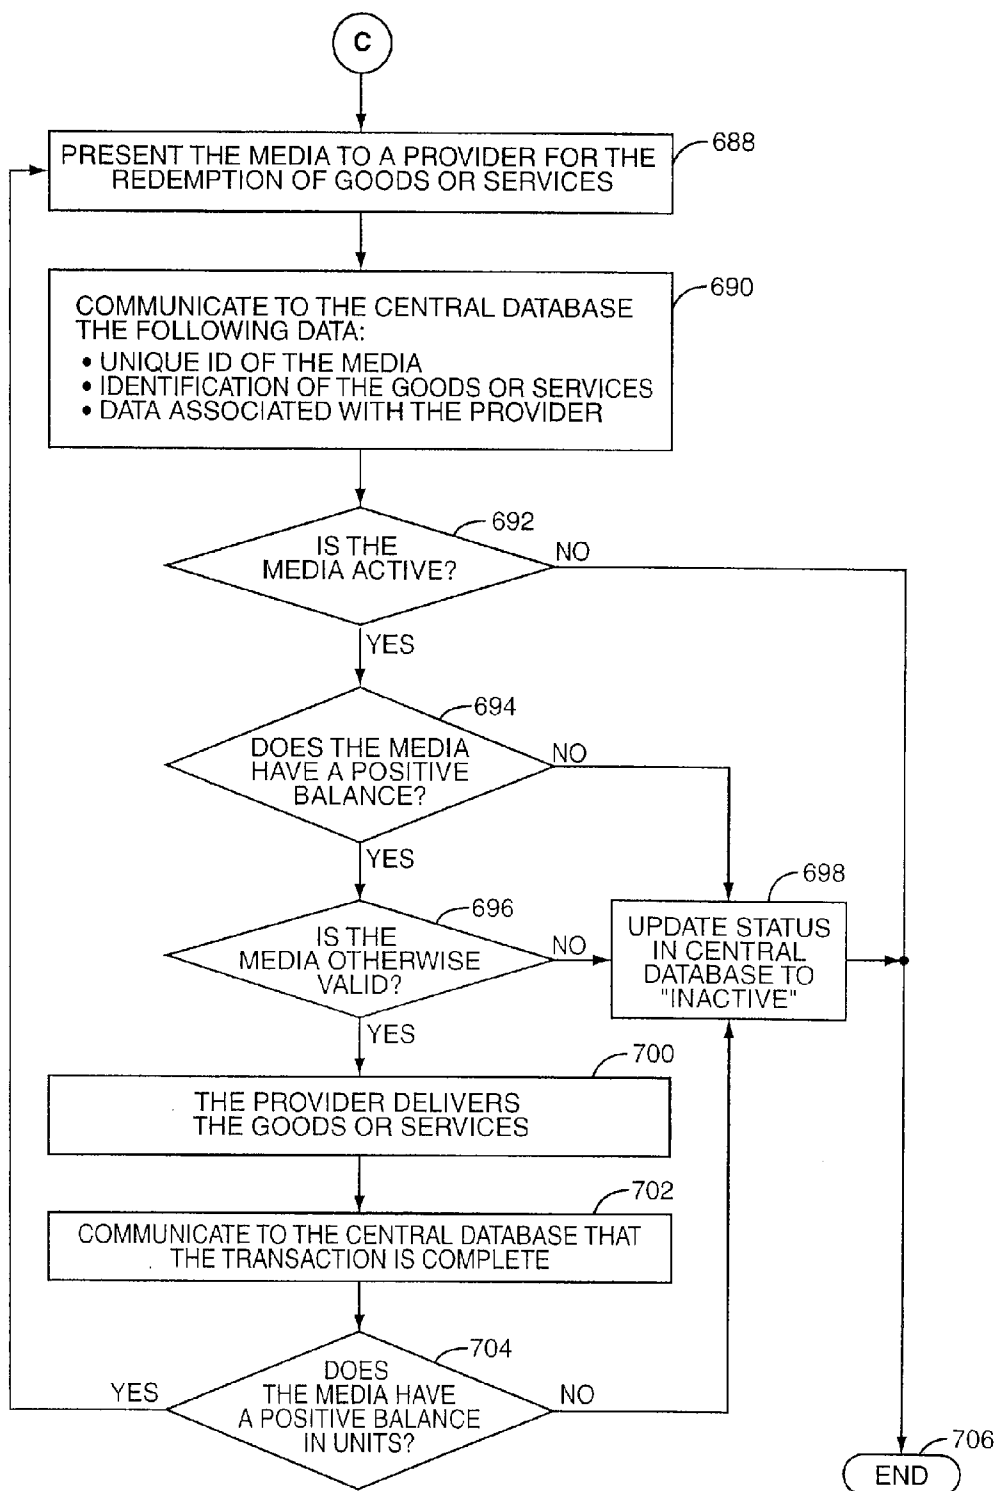 C
PRESENT THE MEDIA TO A PROVIDER FOR THE
REDEMPTION OF GOODS OR SERVICES
688
COMMUNICATE TO THE CENTRAL DATABASE
THE FOLLOWING DATA:
• UNIQUE ID OF THE MEDIA
• IDENTIFICATION OF THE GOODS OR SERVICES
• DATA ASSOCIATED WITH THE PROVIDER
690
IS THE
MEDIA ACTIVE?
692
NO
YES
DOES THE MEDIA
HAVE A POSITIVE
BALANCE?
694
NO
YES
IS THE
MEDIA OTHERWISE
VALID?
696
NO
YES
UPDATE STATUS
IN CENTRAL
DATABASE TO
"INACTIVE"
698
THE PROVIDER DELIVERS
THE GOODS OR SERVICES
700
COMMUNICATE TO THE CENTRAL DATABASE THAT
THE TRANSACTION IS COMPLETE
702
DOES
THE MEDIA HAVE
A POSITIVE BALANCE
IN UNITS?
704
YES
NO
END
706